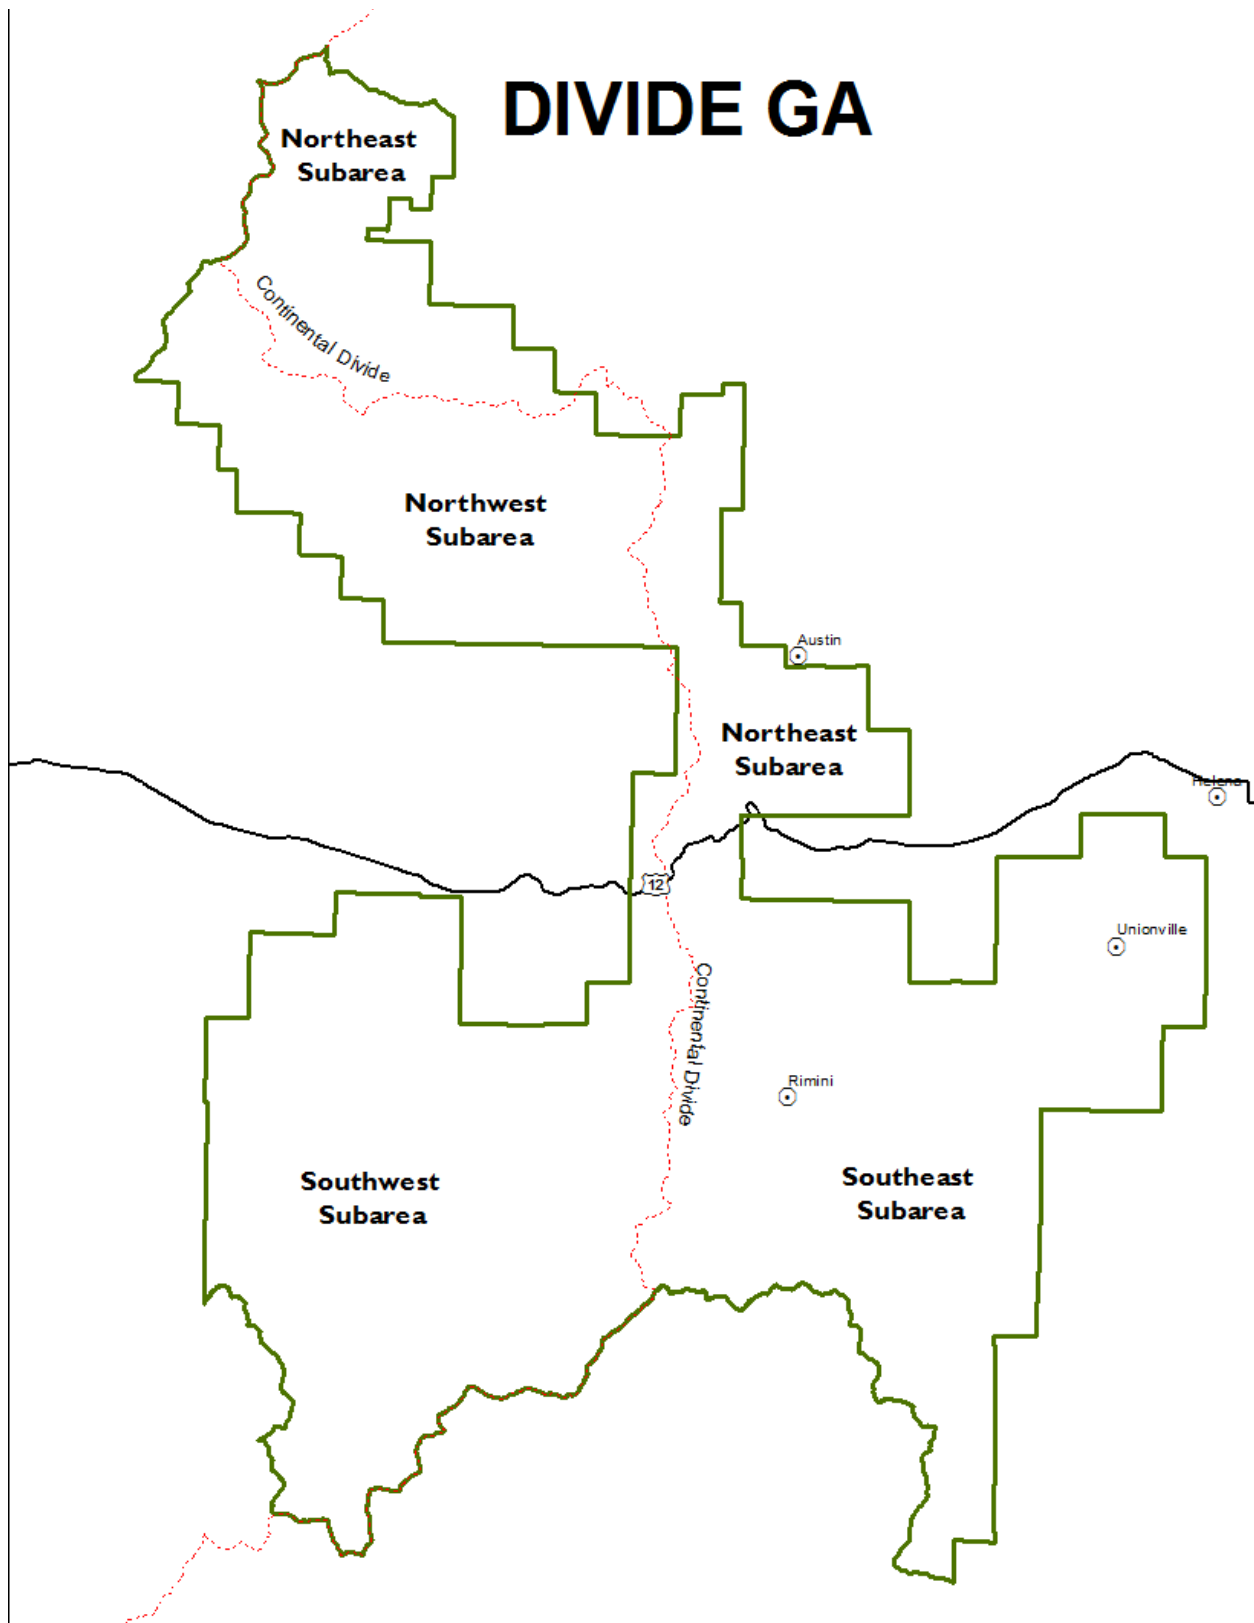 DIVIDE GA
Northeast
Subarea
Continental Divide
Northwest
Subarea
Austin
Northeast
Subarea
Helena
12
Unionville
Continental Divide
Rimini
Southwest
Subarea
Southeast
Subarea